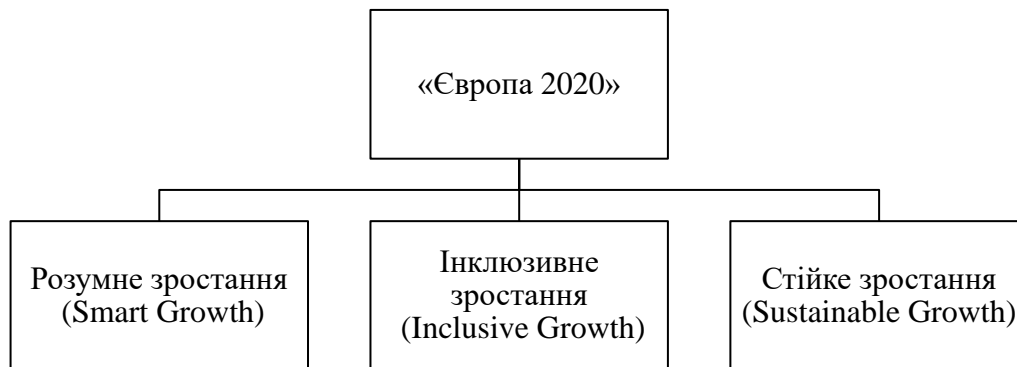 «Європа 2020»
Розумне зростання
(Smart Growth)
Інклюзивне
зростання
(Inclusive Growth)
Стійке зростання
(Sustainable Growth)